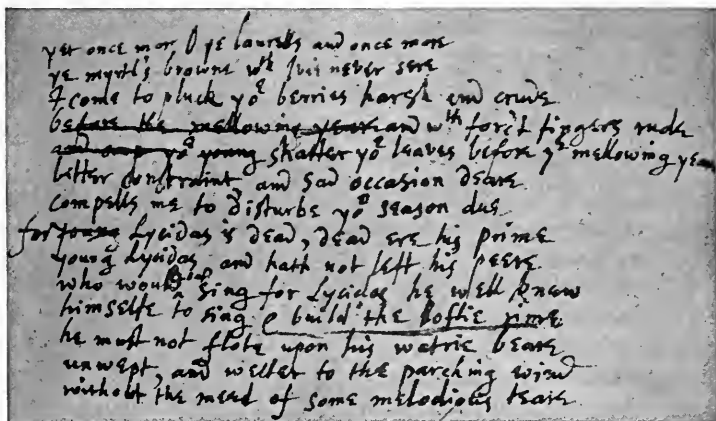 yet once more O ye laurells and once more
ye myrtl's browne wth Ivie never sere
I come to pluck yor berries harsh and crude
before the mellowing yeare and wth forc't fingers rude
and yor young shatter yor leaves before ye mellowing yeare
bitter constraint, and sad occasion deare
compells me to disturbe yor season due
for young Lycidas is dead, dead ere his prime
young Lycidas and hath not left his peere
who would not sing for Lycidas he well knew
himselfe to sing & build the loftie rime
he must not flote upon his watrie beare
unwept, and welter to the parching wind
without the meed of some melodious teare